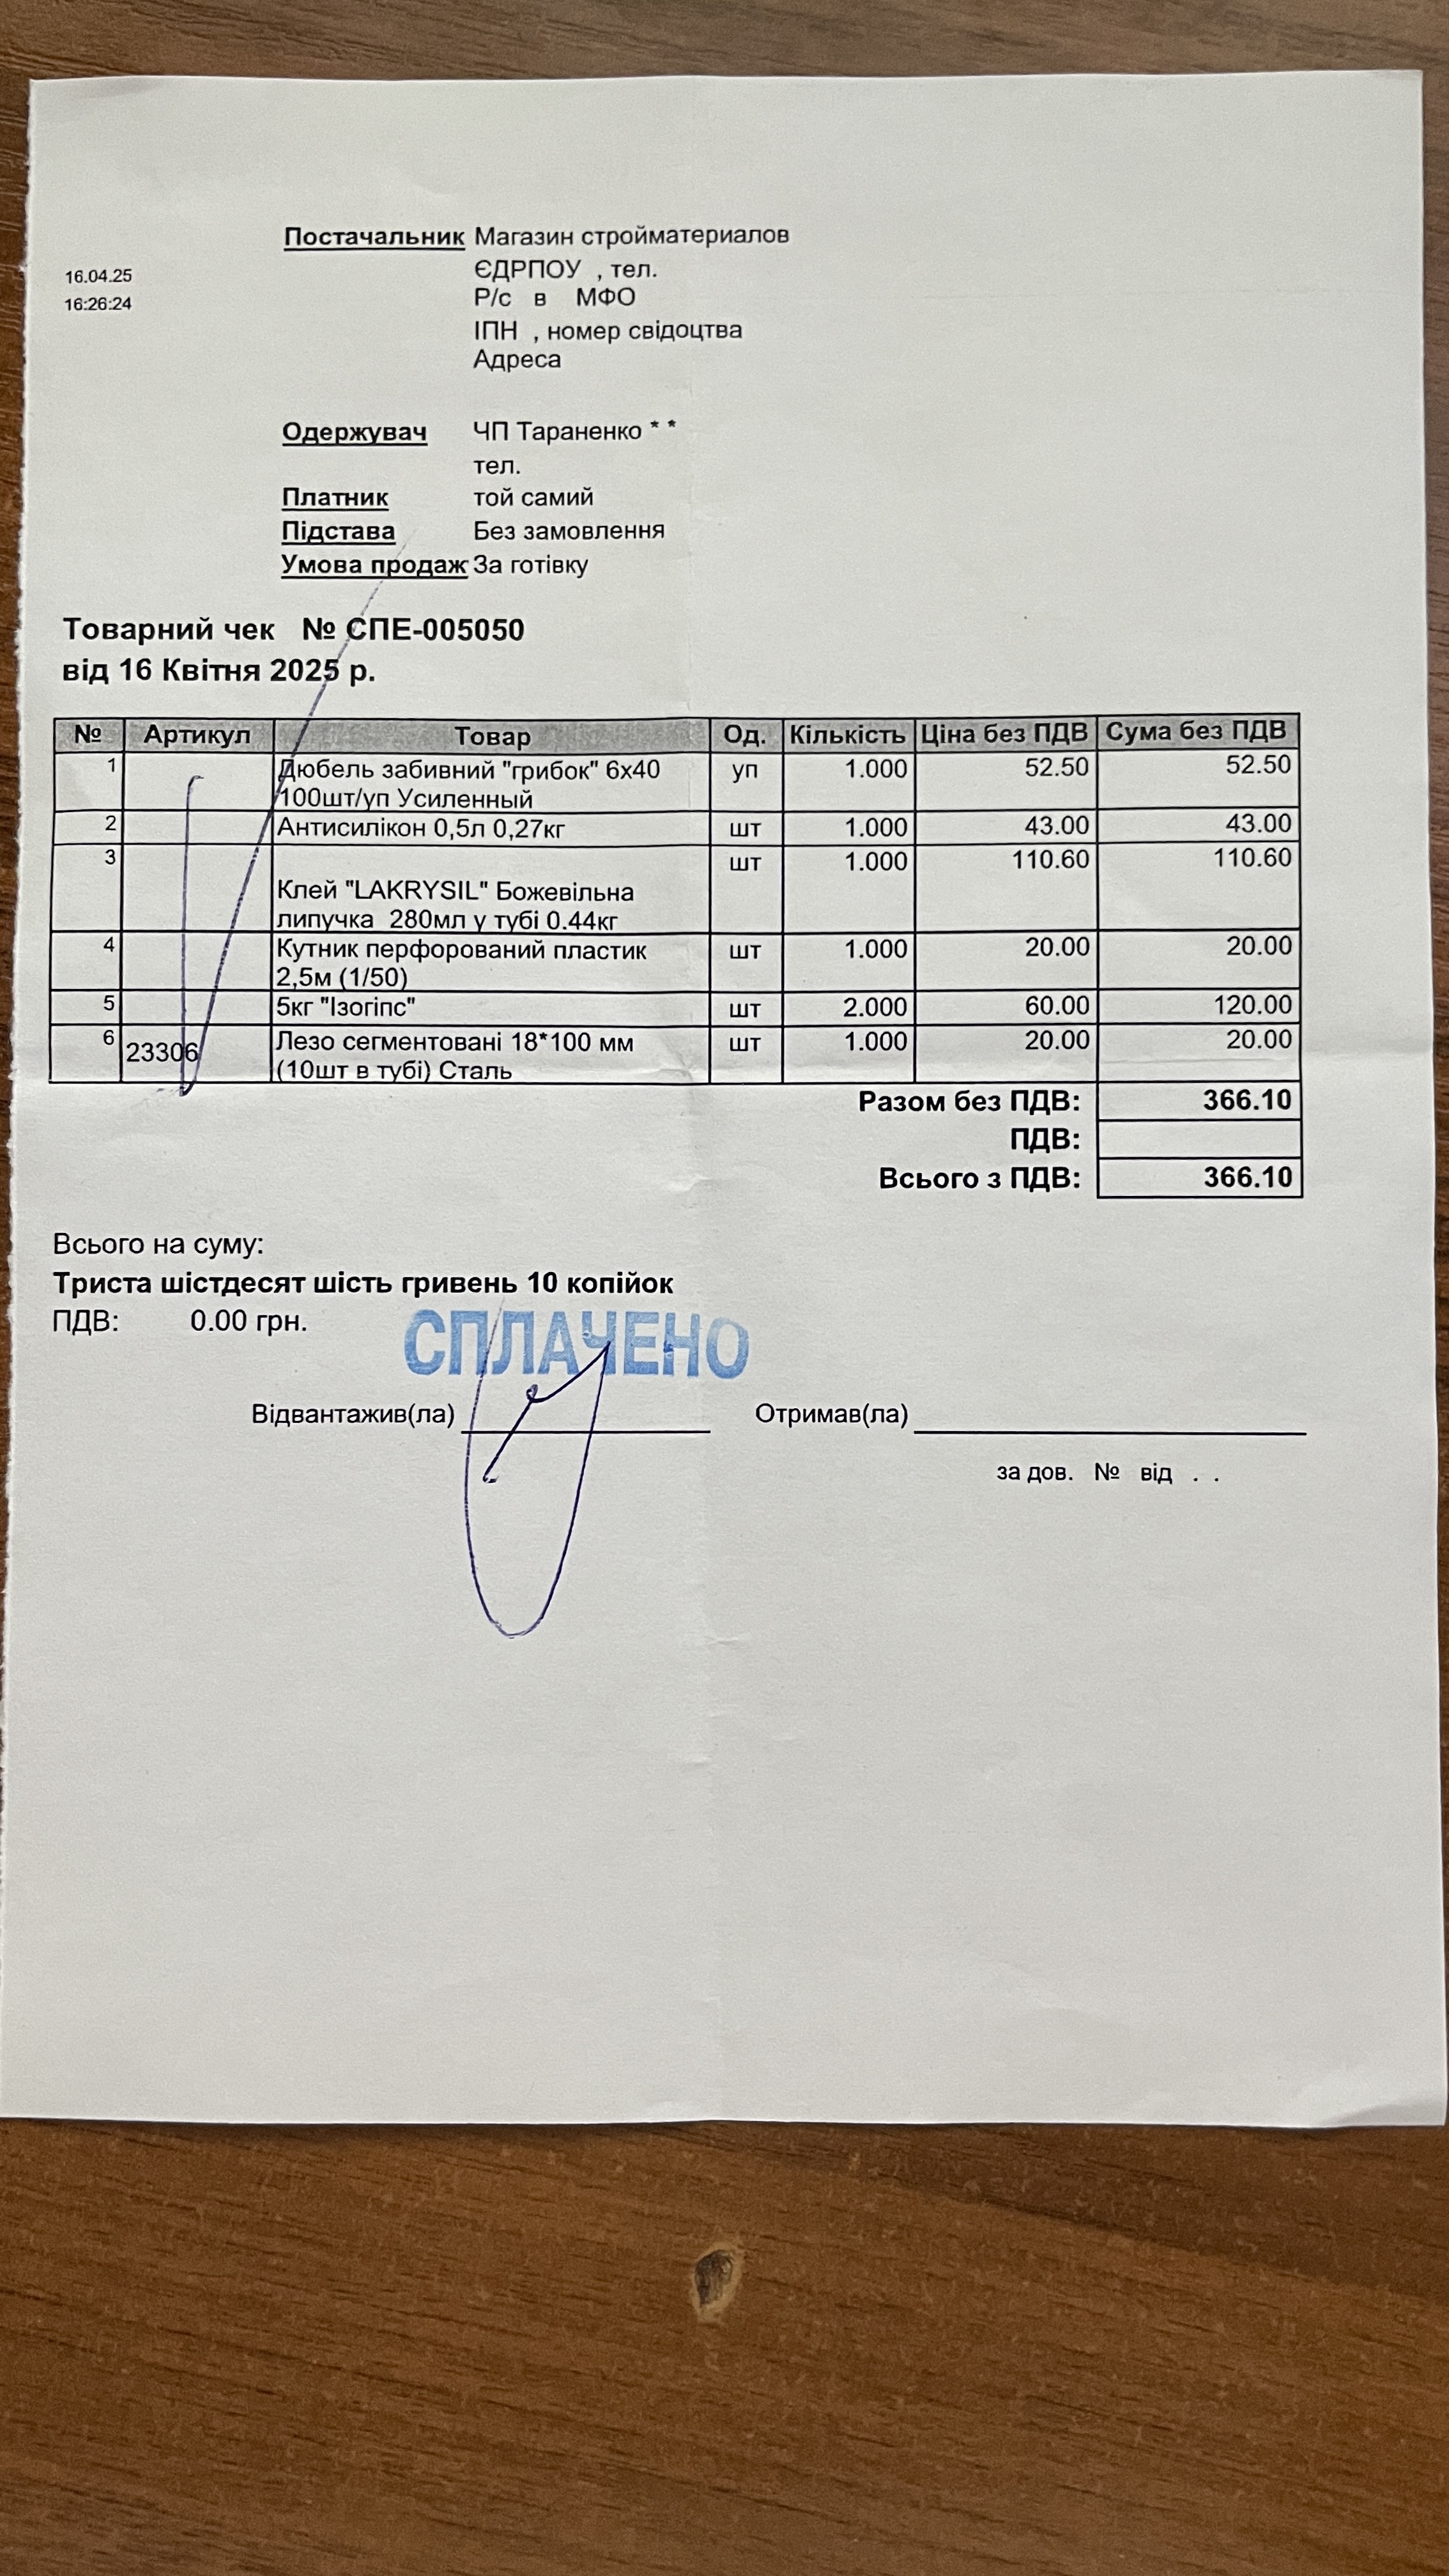 Постачальник Магазин стройматериалов
16.04.25
ЄДРПОУ , тел.
16:26:24
Р/с в МФО
ІПН , номер свідоцтва
Адреса
Одержувач ЧП Тараненко * *
тел.
Платник той самий
Підстава Без замовлення
Умова продаж За готівку
Товарний чек № СПЕ-005050
від 16 Квітня 2025 р.
№ Артикул Товар Од. Кількість Ціна без ПДВ Сума без ПДВ
1 Дюбель забивний "грибок" 6х40 уп 1.000 52.50 52.50
100шт/уп Усиленный
2 Антисилікон 0,5л 0,27кг шт 1.000 43.00 43.00
3 шт 1.000 110.60 110.60
Клей "LAKRYSIL" Божевільна
липучка 280мл у тубі 0.44кг
4 Кутник перфорований пластик шт 1.000 20.00 20.00
2,5м (1/50)
5 5кг "Ізогіпс" шт 2.000 60.00 120.00
6 23306 Лезо сегментовані 18*100 мм шт 1.000 20.00 20.00
(10шт в тубі) Сталь
Разом без ПДВ: 366.10
ПДВ:
Всього з ПДВ: 366.10
Всього на суму:
Триста шістдесят шість гривень 10 копійок
ПДВ: 0.00 грн.
СПЛАЧЕНО
Відвантажив(ла) Отримав(ла)
за дов. № від . .